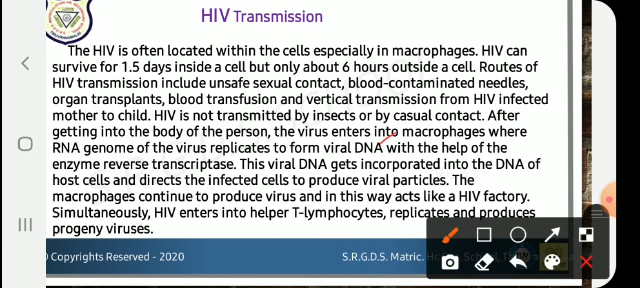 HIV Transmission
The HIV is often located within the cells especially in macrophages. HIV can
survive for 1.5 days inside a cell but only about 6 hours outside a cell. Routes of
HIV transmission include unsafe sexual contact, blood-contaminated needles,
organ transplants, blood transfusion and vertical transmission from HIV infected
mother to child. HIV is not transmitted by insects or by casual contact. After
getting into the body of the person, the virus enters into macrophages where
RNA genome of the virus replicates to form viral DNA with the help of the
enzyme reverse transcriptase. This viral DNA gets incorporated into the DNA of
host cells and directs the infected cells to produce viral particles. The
macrophages continue to produce virus and in this way acts like a HIV factory.
Simultaneously, HIV enters into helper T-lymphocytes, replicates and produces
progeny viruses.
Copyrights Reserved - 2020
S.R.G.D.S. Matric.